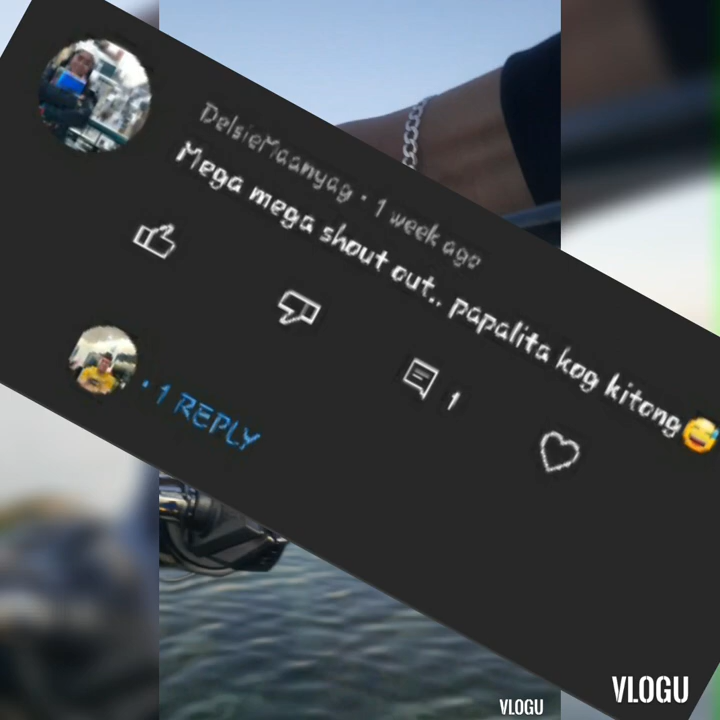 DelsieMaanyag · 1 week ago
Mega mega shout out.. papalita kog kitong😅
1
· 1 REPLY
VLOGU
VLOGU